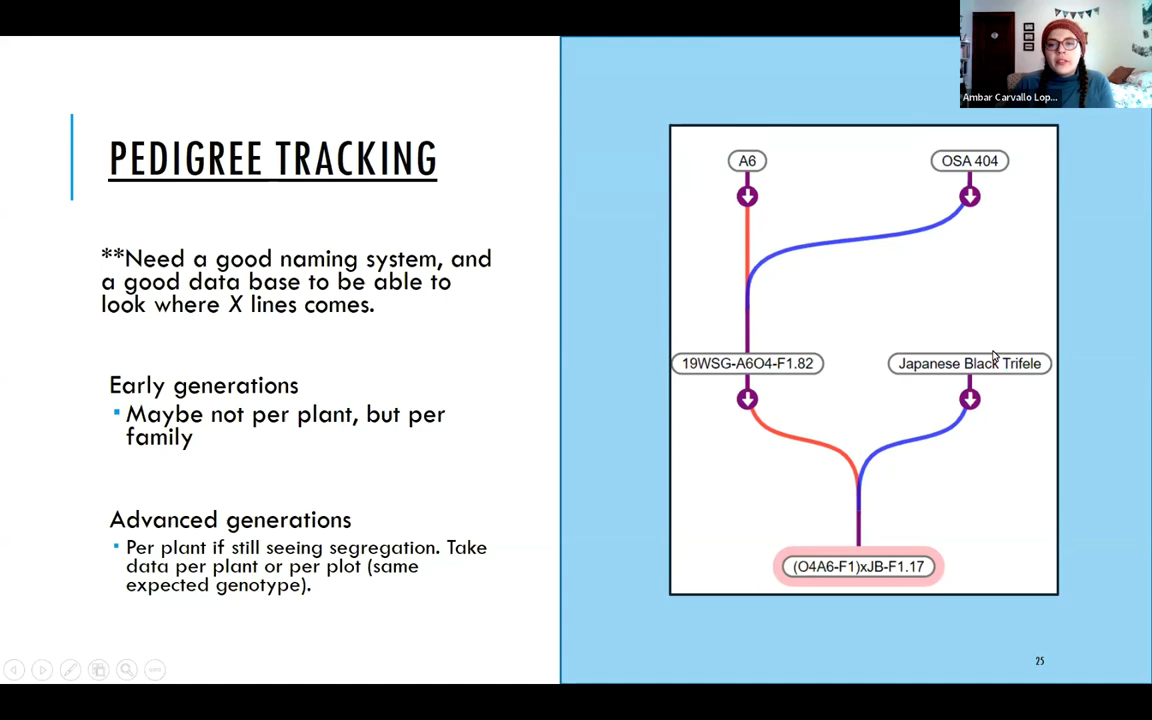 Ambar Carvallo Lop...
PEDIGREE TRACKING
**Need a good naming system, and
a good data base to be able to
look where X lines comes.
Early generations
▪ Maybe not per plant, but per
family
Advanced generations
▪ Per plant if still seeing segregation. Take
data per plant or per plot (same
expected genotype).
A6
OSA 404
19WSG-A6O4-F1.82
Japanese Black Trifele
(O4A6-F1)xJB-F1.17
25